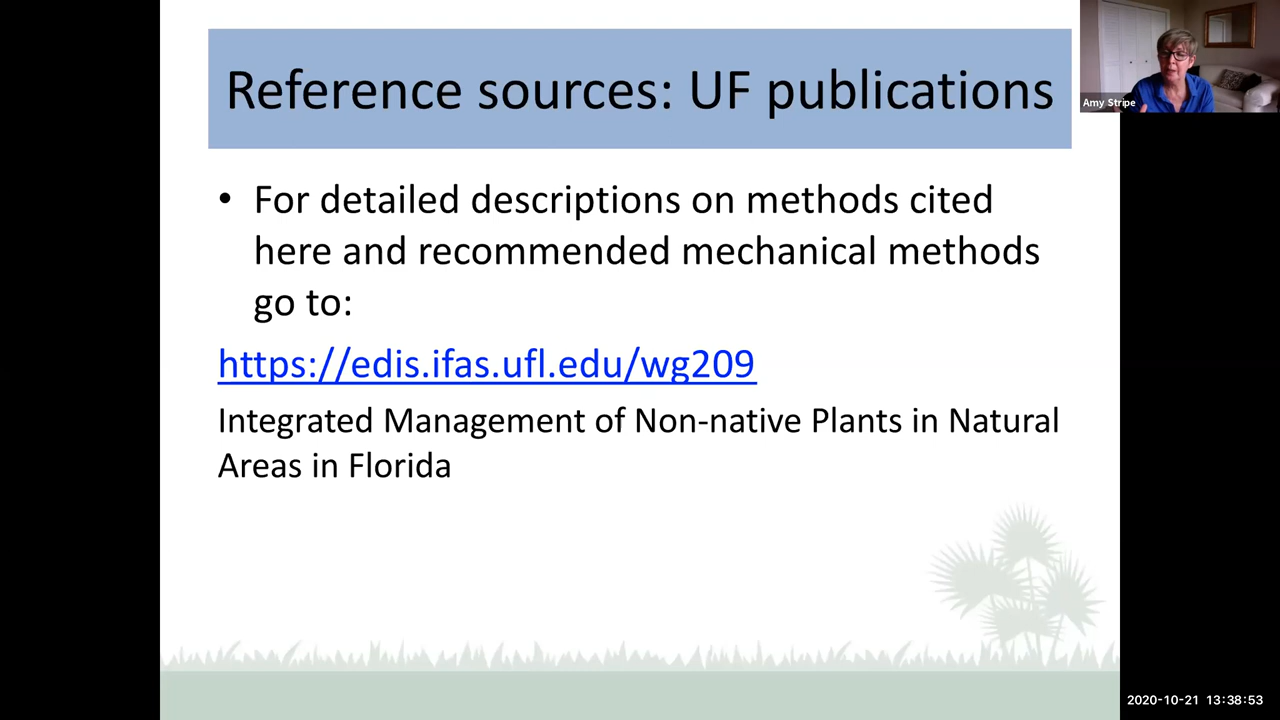 Reference sources: UF publications
• For detailed descriptions on methods cited
here and recommended mechanical methods
go to:
https://edis.ifas.ufl.edu/wg209
Integrated Management of Non-native Plants in Natural
Areas in Florida
Amy Stripe
2020-10-21 13:38:53